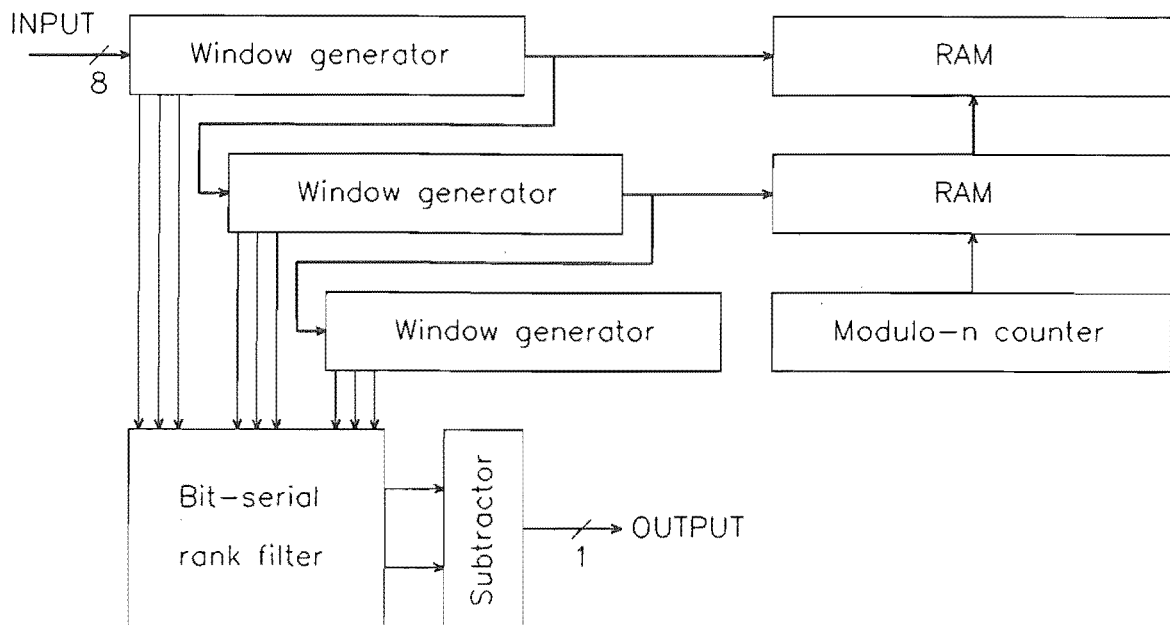 INPUT
8
Window generator
RAM
Window generator
RAM
Window generator
Modulo-n counter
Bit-serial
rank filter
Subtractor
1
OUTPUT